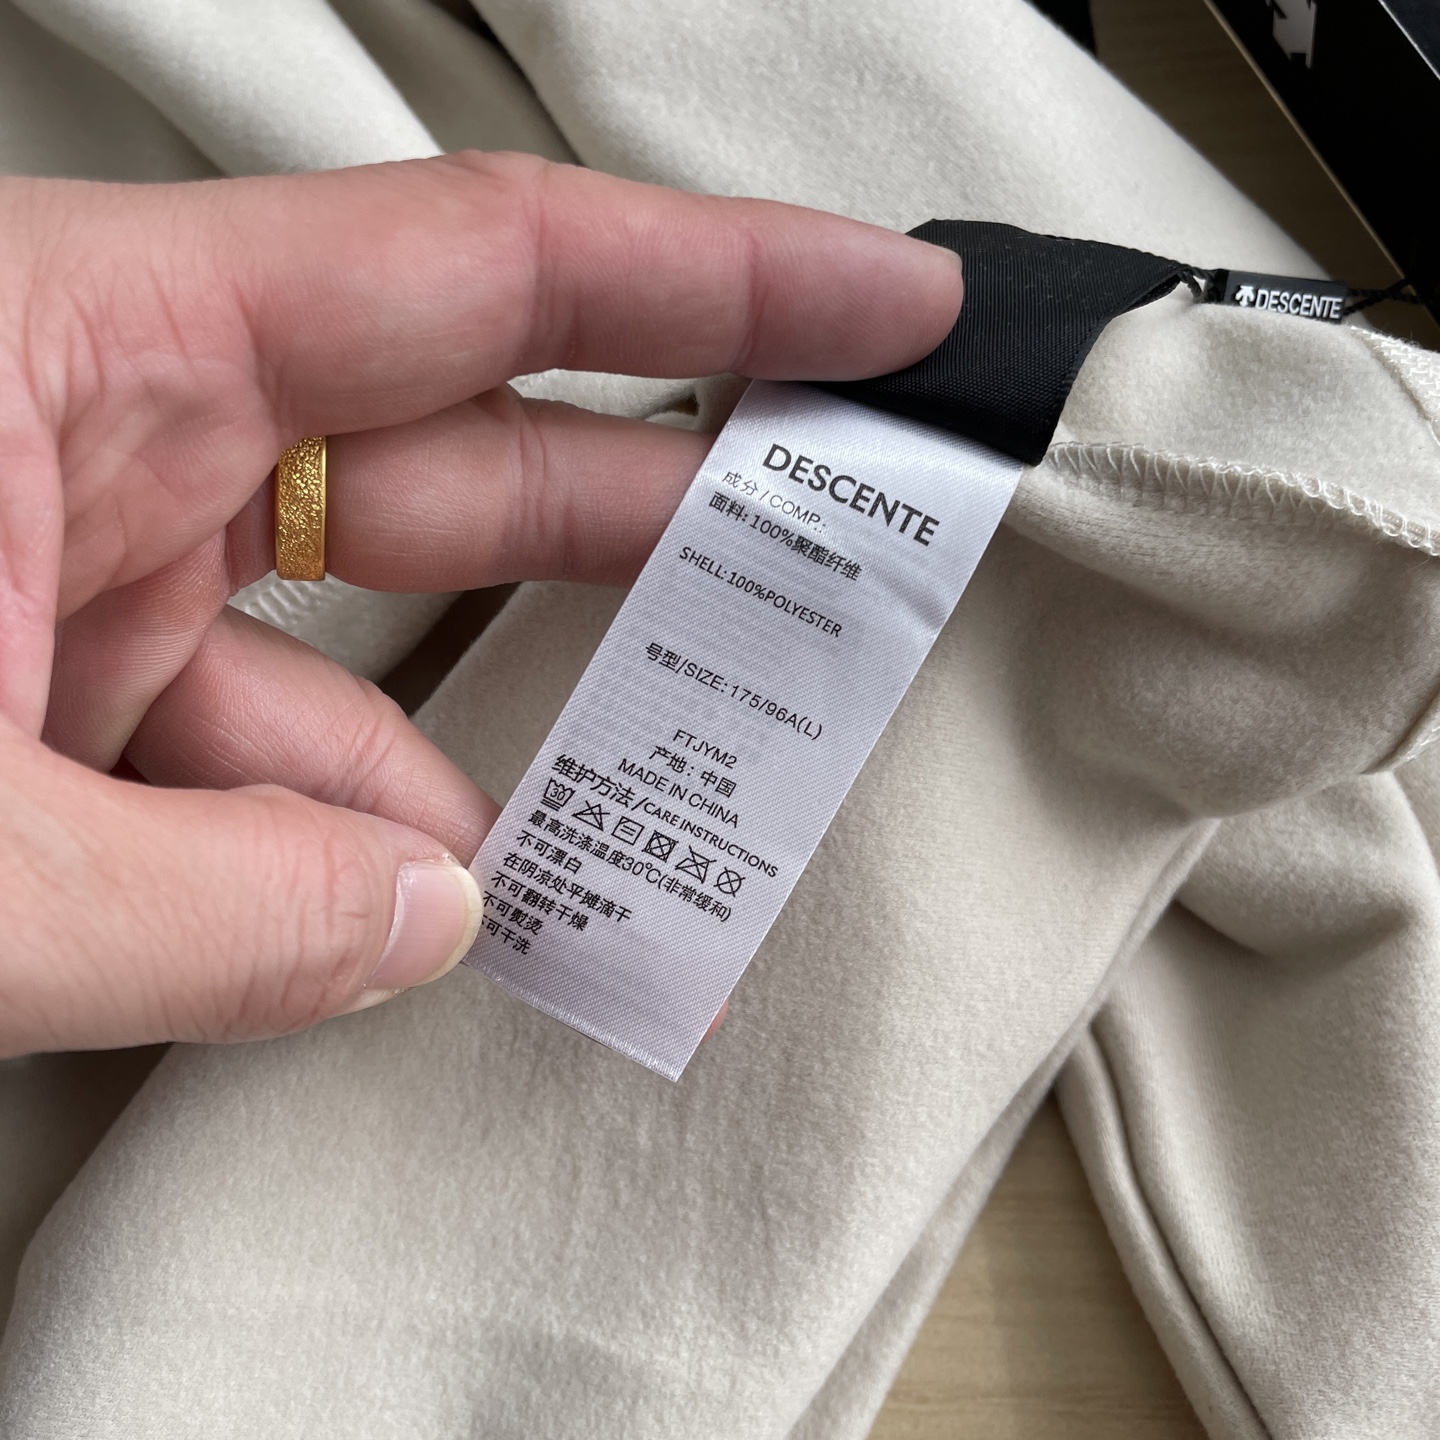 DESCENTE
DESCENTE
成分/COMP.:
面料:100%聚酯纤维
SHELL:100%POLYESTER
号型/SIZE:175/96A(L)
FTJYM2
产地：中国
MADE IN CHINA
维护方法/CARE INSTRUCTIONS
30
最高洗涤温度30℃(非常缓和)
不可漂白
在阴凉处平摊滴干
不可翻转干燥
不可熨烫
可干洗